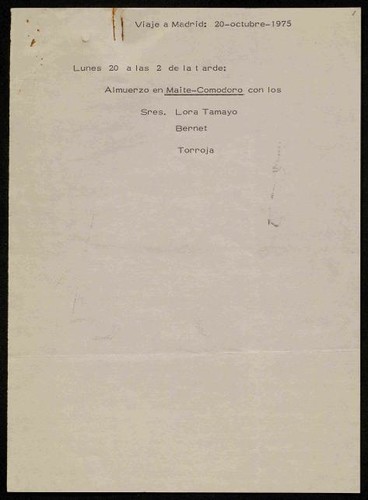 Viaje a Madrid: 20-octubre-1975
Lunes 20 a las 2 de la t arde:
Almuerzo en Maite-Comodoro con los
Sres. Lora Tamayo
Bernet
Torroja